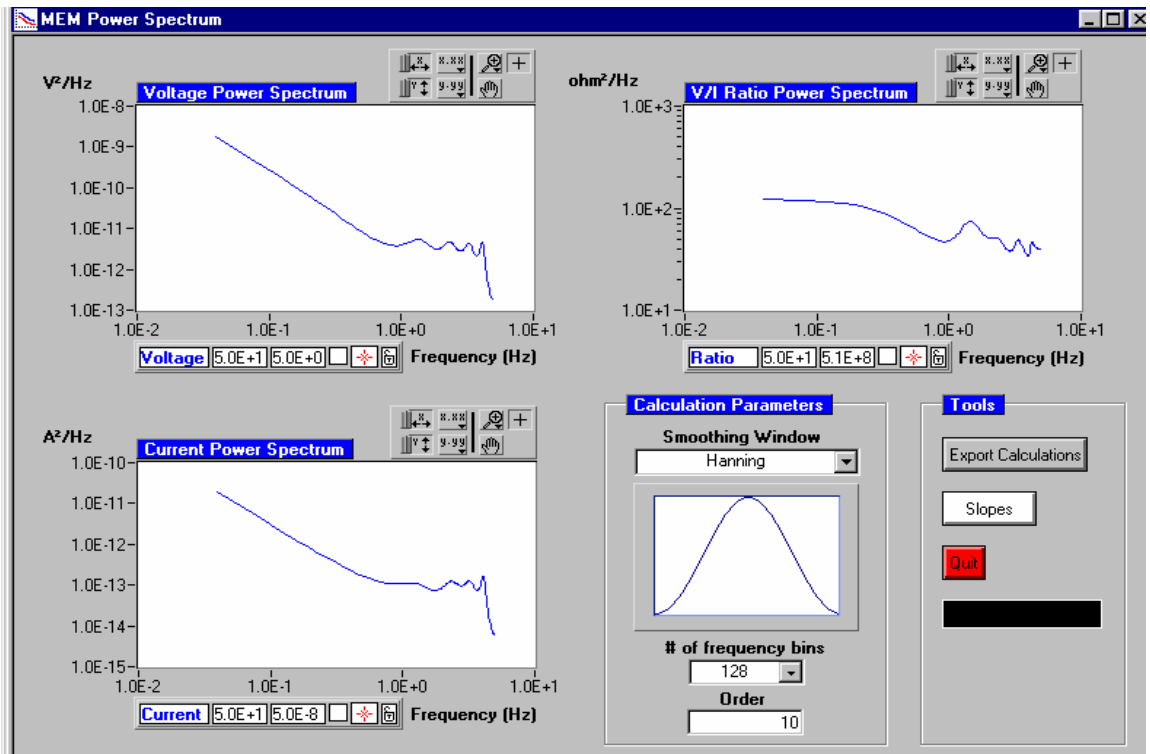 MEM Power Spectrum
V²/Hz
Voltage Power Spectrum
X.XX
Y.YY
1.0E-8
1.0E-9
1.0E-10
1.0E-11
1.0E-12
1.0E-13
1.0E-2 1.0E-1 1.0E+0 1.0E+1
Voltage 5.0E+1 5.0E+0 Frequency (Hz)
ohm²/Hz
V/I Ratio Power Spectrum
X.XX
Y.YY
1.0E+3
1.0E+2
1.0E+1
1.0E-2 1.0E-1 1.0E+0 1.0E+1
Ratio 5.0E+1 5.1E+8 Frequency (Hz)
A²/Hz
Current Power Spectrum
X.XX
Y.YY
1.0E-10
1.0E-11
1.0E-12
1.0E-13
1.0E-14
1.0E-15
1.0E-2 1.0E-1 1.0E+0 1.0E+1
Current 5.0E+1 5.0E-8 Frequency (Hz)
Calculation Parameters
Smoothing Window
Hanning
# of frequency bins
128
Order
10
Tools
Export Calculations
Slopes
Quit